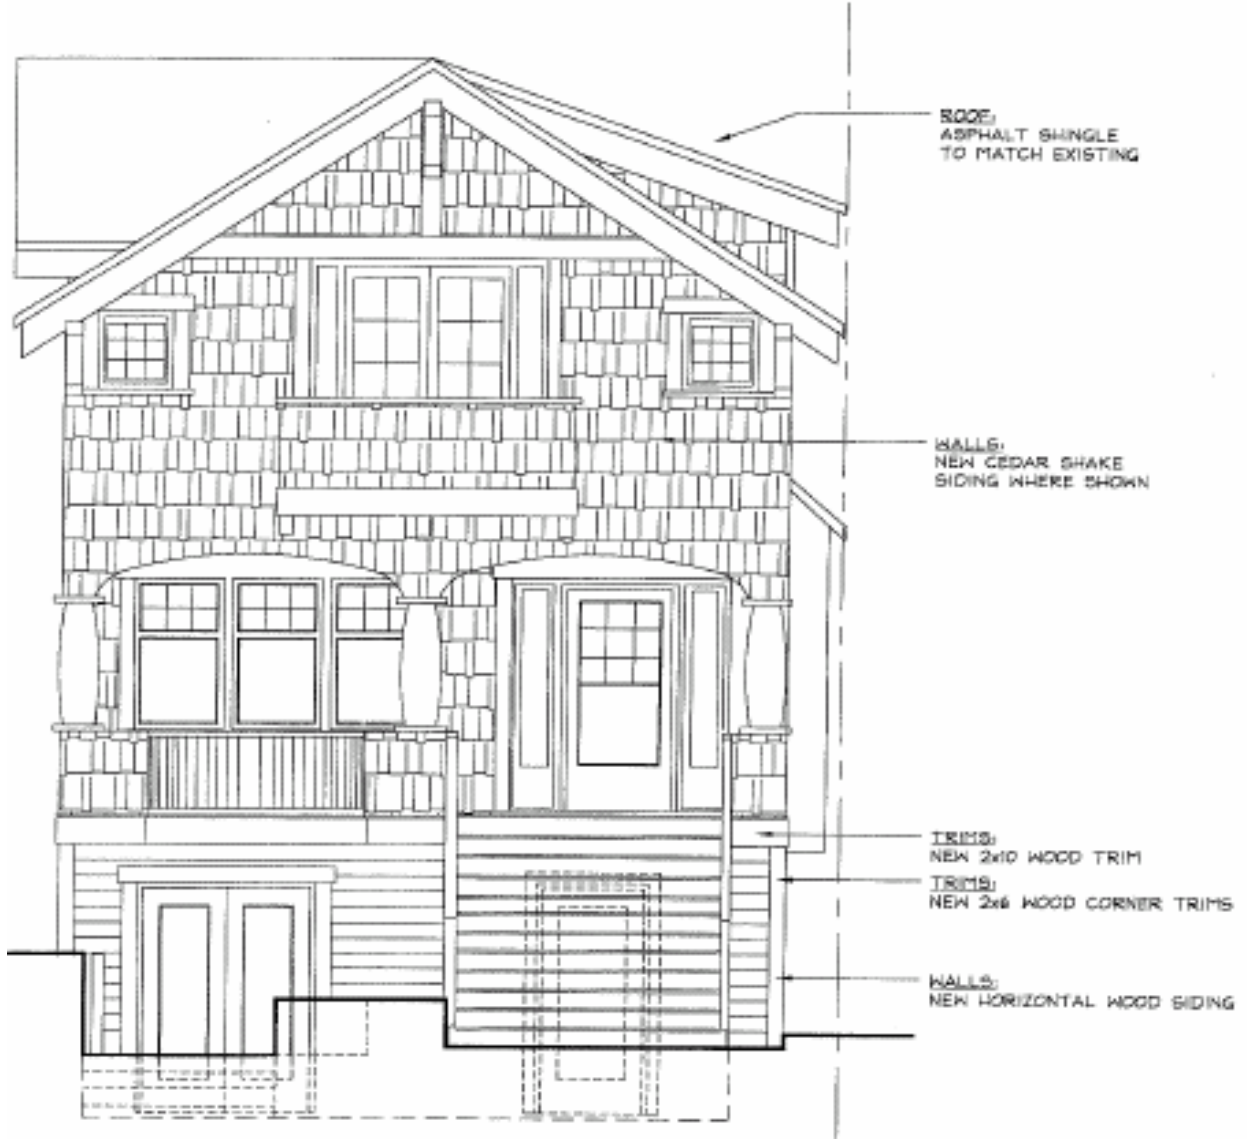 ROOF:
ASPHALT SHINGLE
TO MATCH EXISTING
WALLS:
NEW CEDAR SHAKE
SIDING WHERE SHOWN
TRIMS:
NEW 2x10 WOOD TRIM
TRIMS:
NEW 2x6 WOOD CORNER TRIMS
WALLS:
NEW HORIZONTAL WOOD SIDING